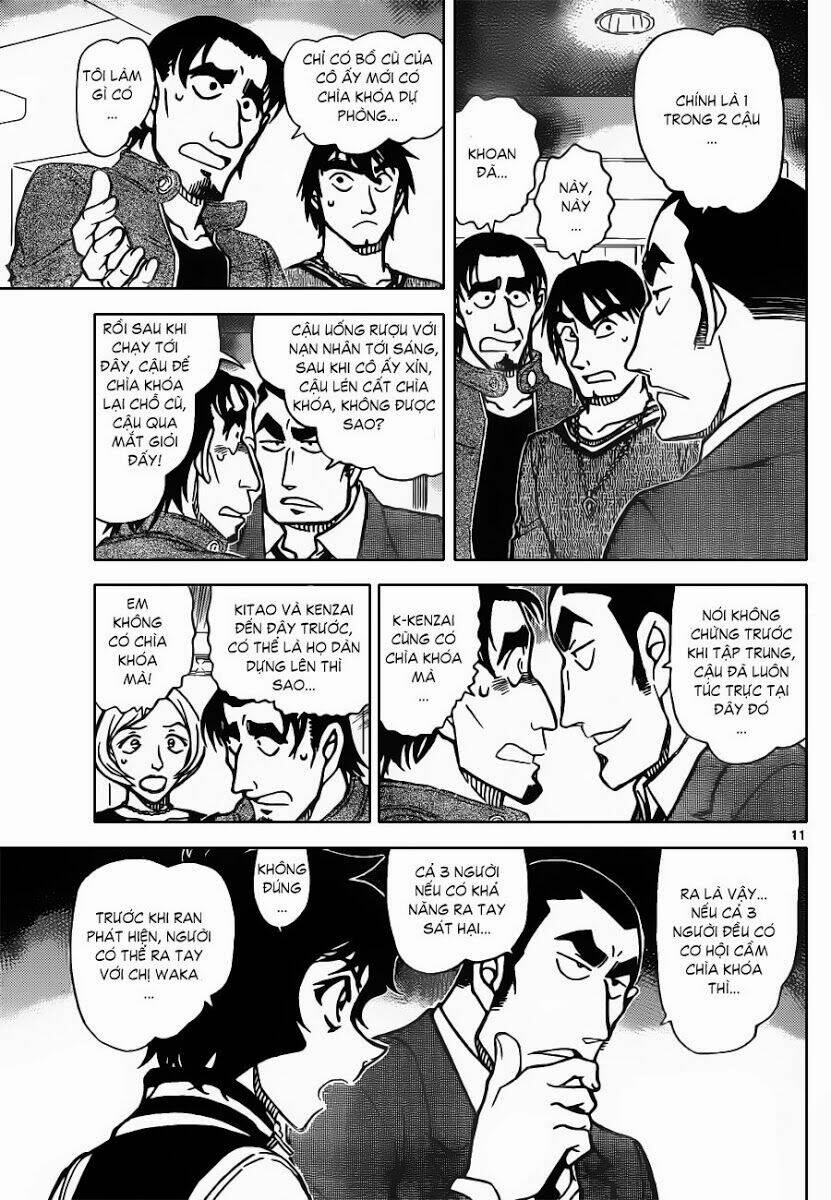 CHÍNH LÀ 1
TRONG 2 CẬU
...
NÀY,
NÀY
...
KHOAN
ĐÃ...
CHỈ CÓ BỒ CŨ CỦA
CÔ ẤY MỚI CÓ
CHÌA KHÓA DỰ
PHÒNG...
TÔI LÀM
GÌ CÓ
...
CẬU UỐNG RƯỢU VỚI
NẠN NHÂN TỚI SÁNG,
SAU KHI CÔ ẤY XỈN,
CẬU LÉN CẤT CHÌA
KHÓA, KHÔNG ĐƯỢC
SAO?
RỒI SAU KHI
CHẠY TỚI
ĐÂY, CẬU ĐỂ
CHÌA KHÓA
LẠI CHỖ CŨ,
CẬU QUA
MẮT GIỎI
ĐẤY!
NÓI KHÔNG
CHỪNG TRƯỚC
KHI TẬP TRUNG,
CẬU ĐÃ LUÔN
TÚC TRỰC TẠI
ĐÂY ĐÓ
...
K-KENZAI
CŨNG CÓ
CHÌA KHÓA
MÀ
...
KITAO VÀ KENZAI
ĐẾN ĐÂY TRƯỚC,
CÓ THỂ LÀ HỌ DÀN
DỰNG LÊN THÌ
SAO...
EM
KHÔNG
CÓ CHÌA
KHÓA
MÀ!
11
RA LÀ VẬY...
NẾU CẢ 3
NGƯỜI ĐỀU CÓ
CƠ HỘI CẦM
CHÌA KHÓA
THÌ...
CẢ 3 NGƯỜI
NẾU CÓ KHẢ
NĂNG RA TAY
SÁT HẠI...
KHÔNG
ĐÚNG
...
TRƯỚC KHI RAN
PHÁT HIỆN, NGƯỜI
CÓ THỂ RA TAY
VỚI CHỊ WAKA
...